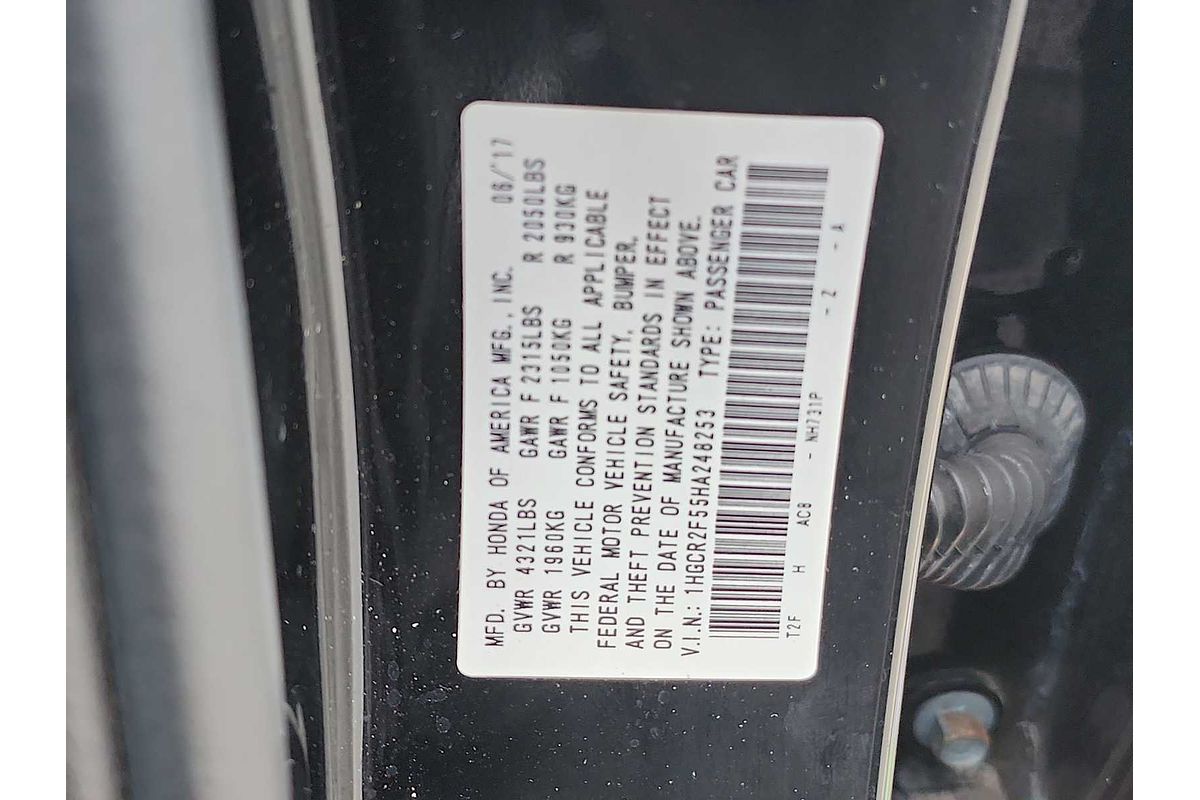 MFD. BY HONDA OF AMERICA MFG., INC. 06/'17
GVWR 4321LBS GAWR F 2315LBS R 2050LBS
GVWR 1960KG GAWR F 1050KG R 930KG
THIS VEHICLE CONFORMS TO ALL APPLICABLE
FEDERAL MOTOR VEHICLE SAFETY, BUMPER,
AND THEFT PREVENTION STANDARDS IN EFFECT
ON THE DATE OF MANUFACTURE SHOWN ABOVE.
V.I.N.: 1HGCR2F55HA248253 TYPE: PASSENGER CAR
T2F H AC8 - NH731P - Z - A